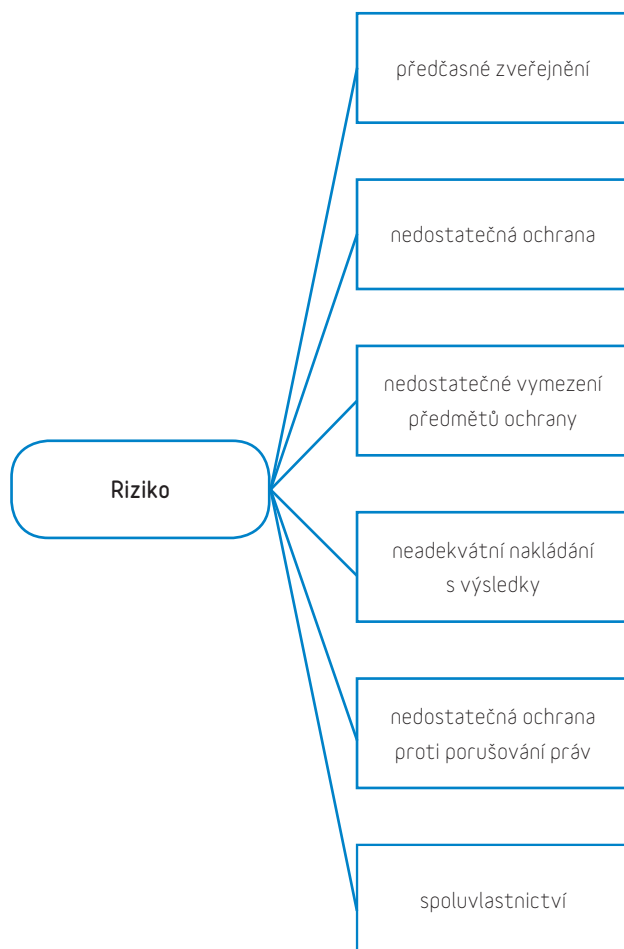 předčasné zveřejnění
nedostatečná ochrana
nedostatečné vymezení
předmětů ochrany
Riziko
neadekvátní nakládání
s výsledky
nedostatečná ochrana
proti porušování práv
spoluvlastnictví